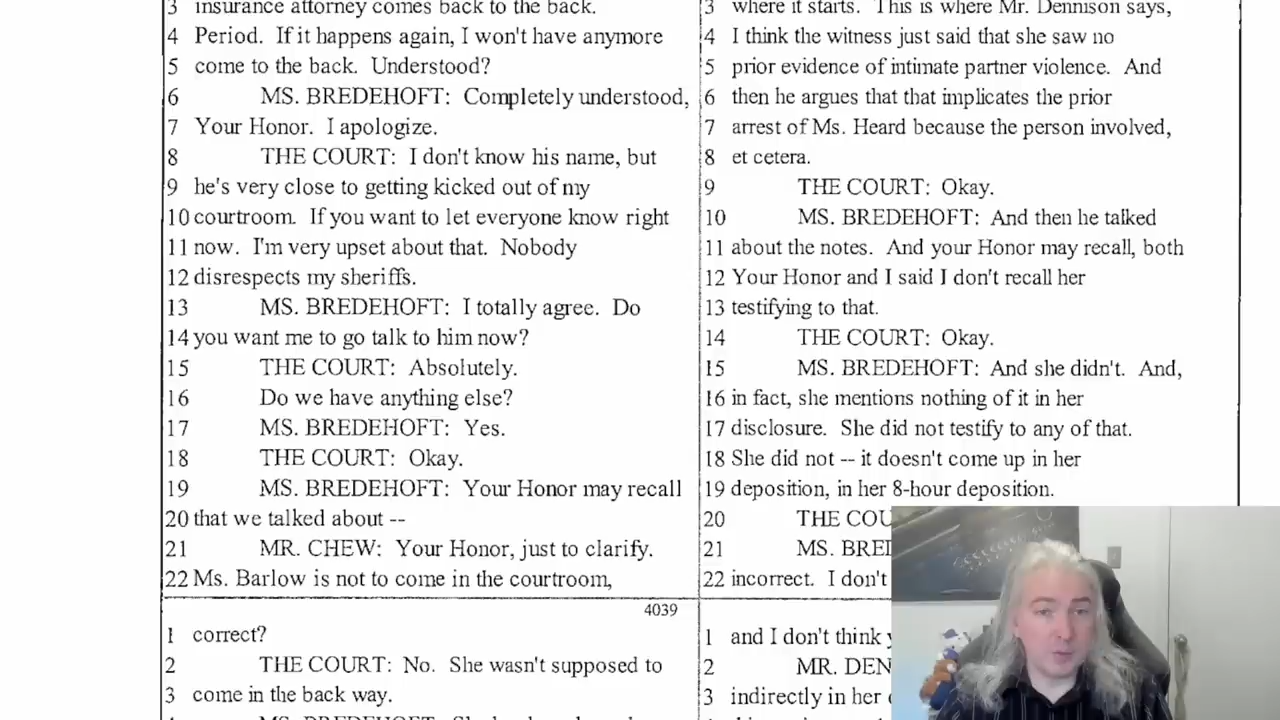 3 insurance attorney comes back to the back.
4 Period. If it happens again, I won't have anymore
5 come to the back. Understood?
6 MS. BREDEHOFT: Completely understood,
7 Your Honor. I apologize.
8 THE COURT: I don't know his name, but
9 he's very close to getting kicked out of my
10 courtroom. If you want to let everyone know right
11 now. I'm very upset about that. Nobody
12 disrespects my sheriffs.
13 MS. BREDEHOFT: I totally agree. Do
14 you want me to go talk to him now?
15 THE COURT: Absolutely.
16 Do we have anything else?
17 MS. BREDEHOFT: Yes.
18 THE COURT: Okay.
19 MS. BREDEHOFT: Your Honor may recall
20 that we talked about --
21 MR. CHEW: Your Honor, just to clarify.
22 Ms. Barlow is not to come in the courtroom,
4039
1 correct?
2 THE COURT: No. She wasn't supposed to
3 come in the back way.
3 where it starts. This is where Mr. Dennison says,
4 I think the witness just said that she saw no
5 prior evidence of intimate partner violence. And
6 then he argues that that implicates the prior
7 arrest of Ms. Heard because the person involved,
8 et cetera.
9 THE COURT: Okay.
10 MS. BREDEHOFT: And then he talked
11 about the notes. And your Honor may recall, both
12 Your Honor and I said I don't recall her
13 testifying to that.
14 THE COURT: Okay.
15 MS. BREDEHOFT: And she didn't. And,
16 in fact, she mentions nothing of it in her
17 disclosure. She did not testify to any of that.
18 She did not -- it doesn't come up in her
19 deposition, in her 8-hour deposition.
20 THE COU
21 MS. BREI
22 incorrect. I don't
1 and I don't think
2 MR. DEN
3 indirectly in her